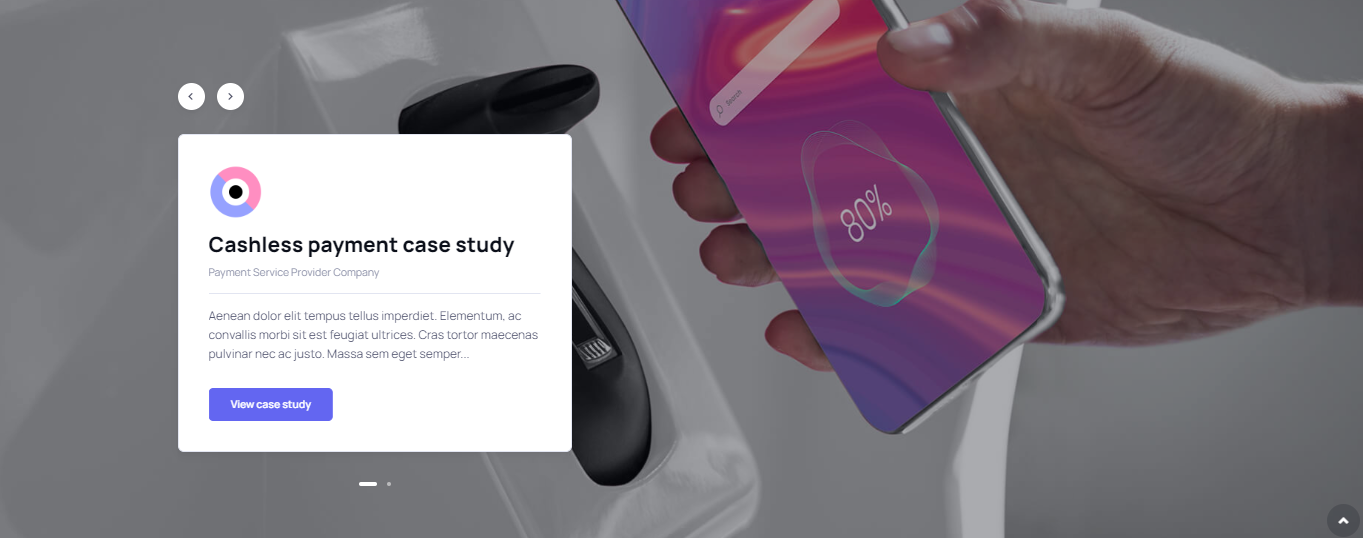 Search
80%
Cashless payment case study
Payment Service Provider Company
Aenean dolor elit tempus tellus imperdiet. Elementum, ac
convallis morbi sit est feugiat ultrices. Cras tortor maecenas
pulvinar nec ac justo. Massa sem eget semper...
View case study